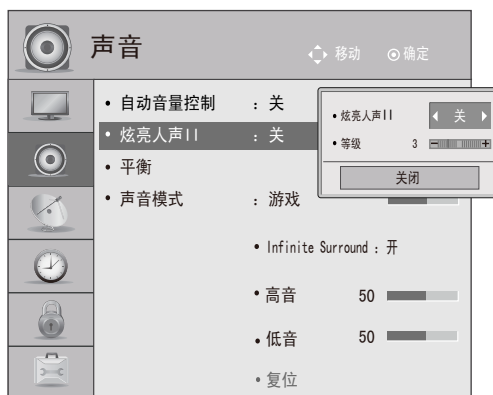 声音
移动 确定
• 自动音量控制 : 关
• 炫亮人声II : 关
• 平衡
• 声音模式 : 游戏
• 炫亮人声II 关
• 等级 3
关闭
• Infinite Surround : 开
• 高音 50
• 低音 50
• 复位